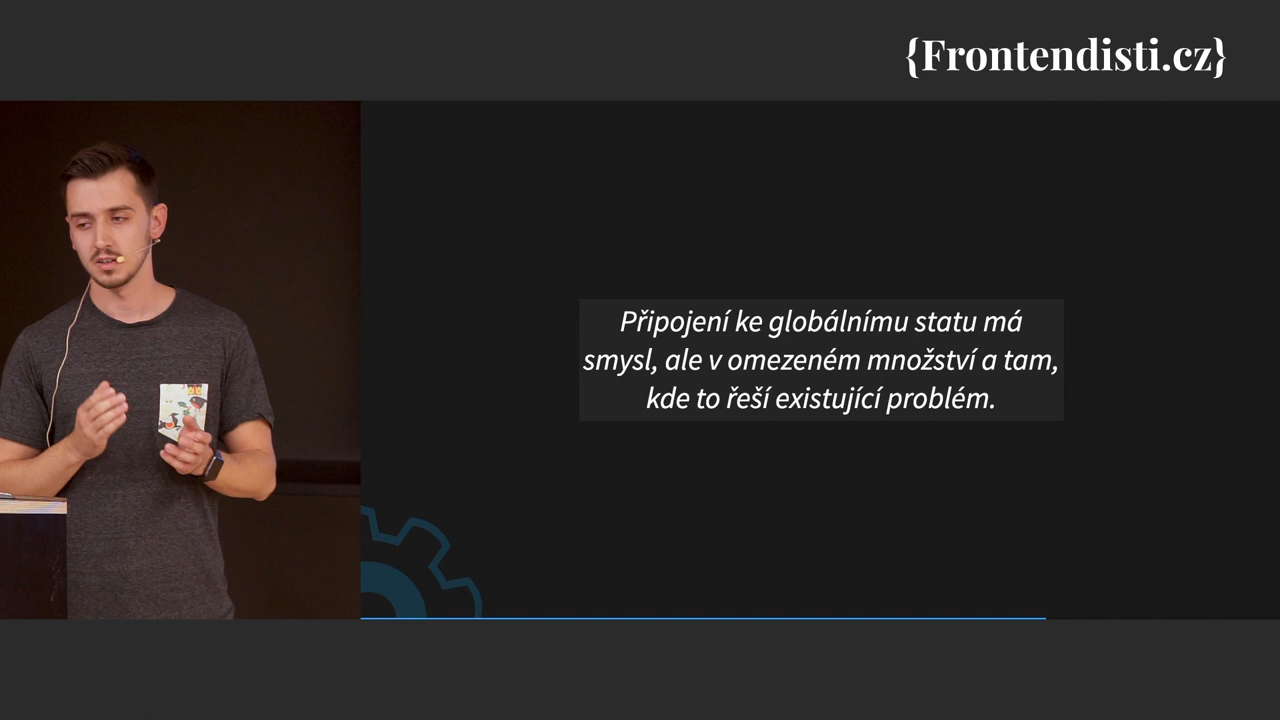 {Frontendisti.cz}
Připojení ke globálnímu statu má
smysl, ale v omezeném množství a tam,
kde to řeší existující problém.